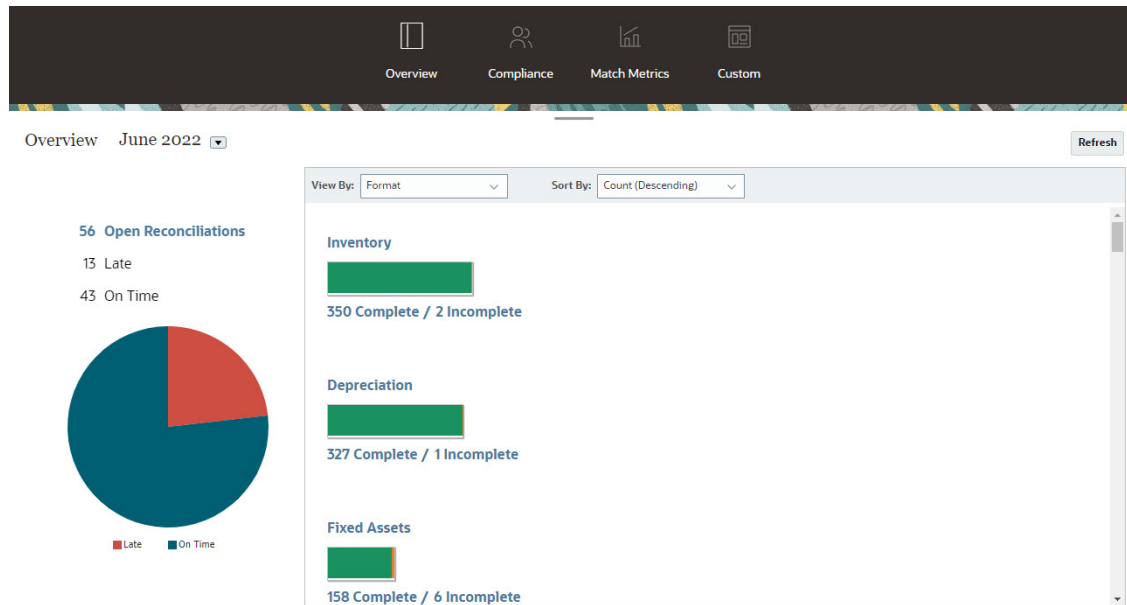 Overview Compliance Match Metrics Custom
Overview June 2022
Refresh
View By: Format Sort By: Count (Descending)
56 Open Reconciliations
13 Late
43 On Time
Late On Time
Inventory
350 Complete / 2 Incomplete
Depreciation
327 Complete / 1 Incomplete
Fixed Assets
158 Complete / 6 Incomplete